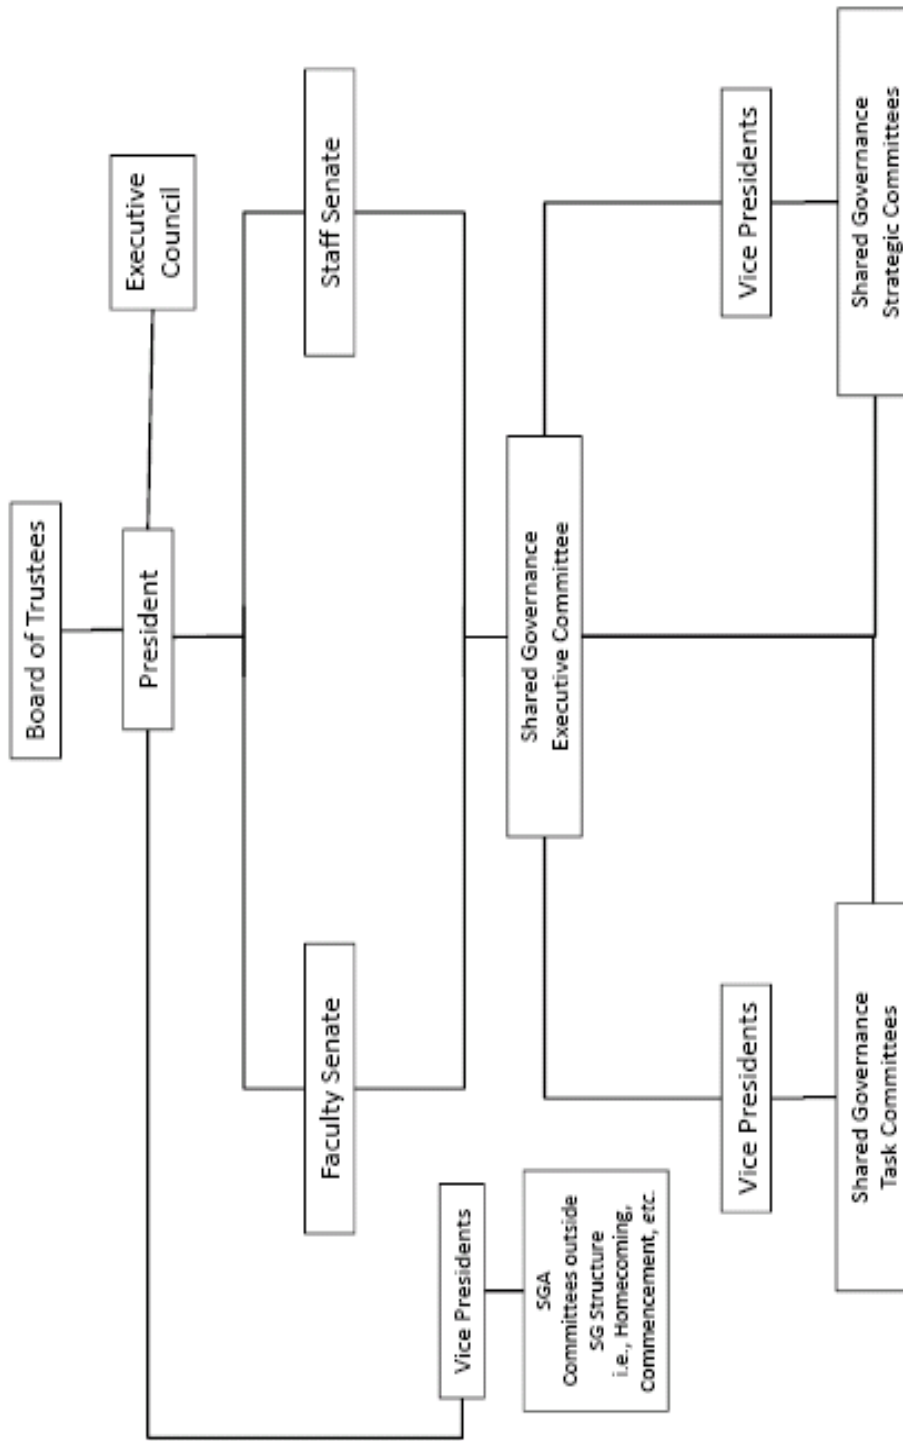 Board of Trustees
President
Executive
Council
Faculty Senate
Staff Senate
Vice Presidents
SGA
Committees outside
SG Structure
i.e., Homecoming,
Commencement, etc.
Shared Governance
Executive Committee
Vice Presidents
Vice Presidents
Shared Governance
Task Committees
Shared Governance
Strategic Committees